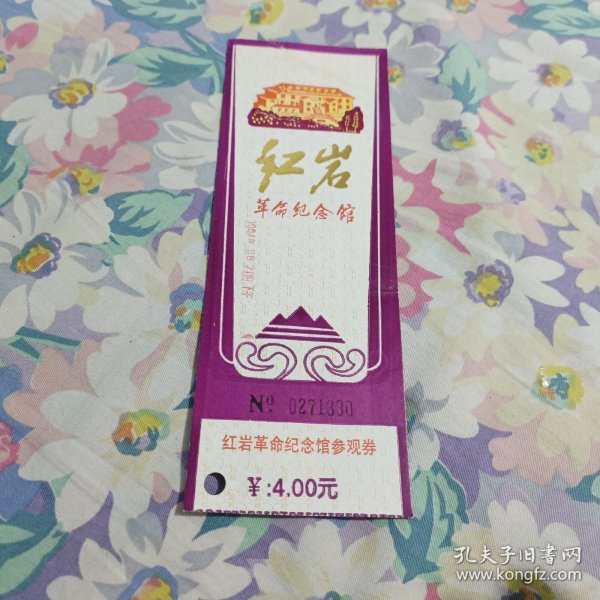 红岩
革命纪念馆
No 0271330
红岩革命纪念馆参观券
¥:4.00元
孔夫子旧书网
www.kongfz.com